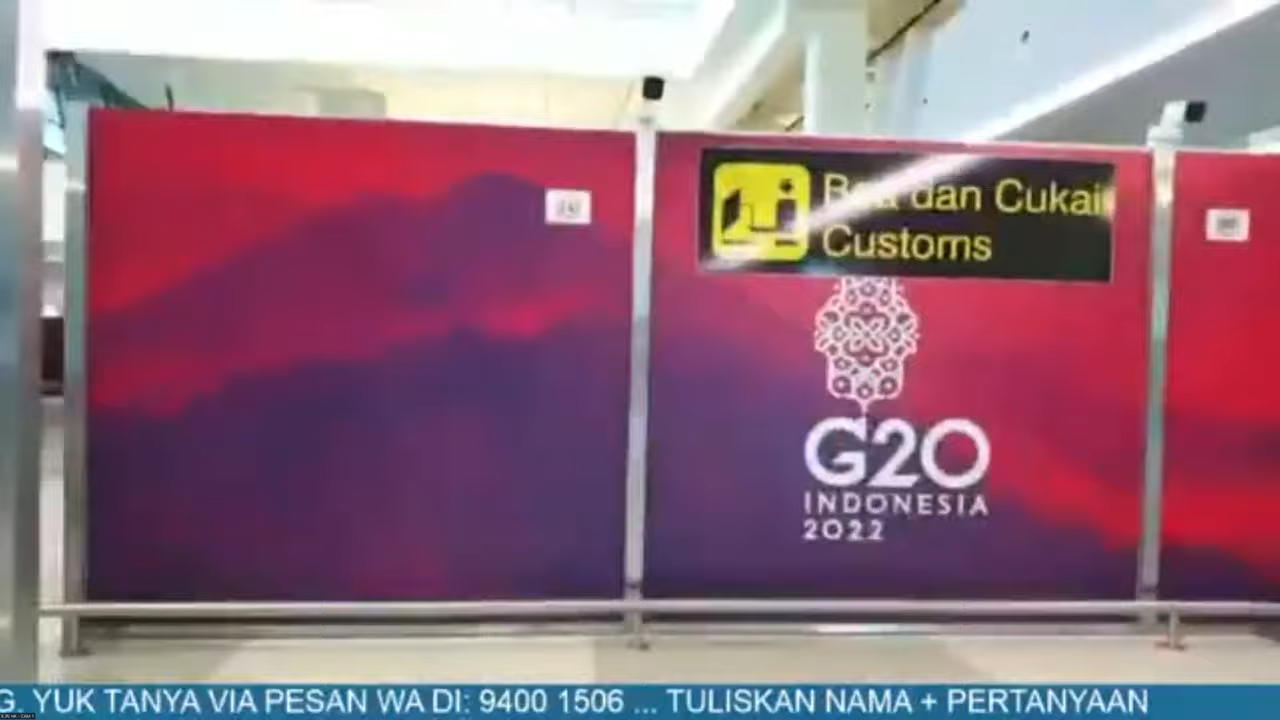 Bea dan Cukai
Customs
G20
INDONESIA
2022
G. YUK TANYA VIA PESAN WA DI: 9400 1506 ... TULISKAN NAMA + PERTANYAAN